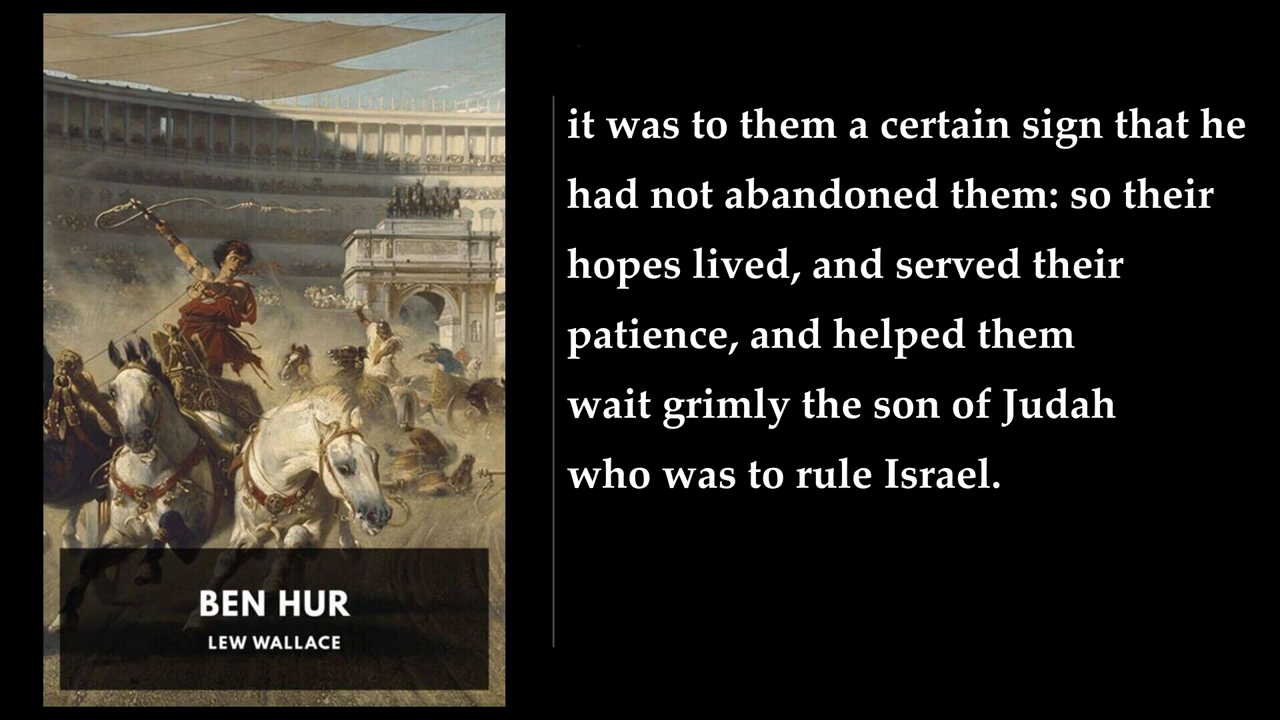 it was to them a certain sign that he
had not abandoned them: so their
hopes lived, and served their
patience, and helped them
wait grimly the son of Judah
who was to rule Israel.
BEN HUR
LEW WALLACE